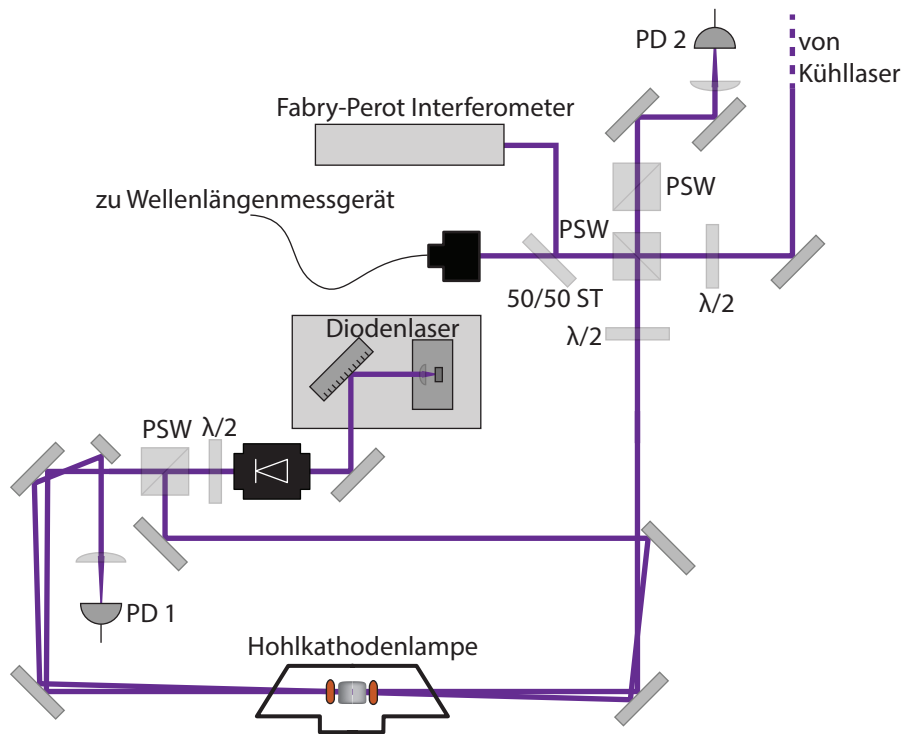 PD 2
von
Kühllaser
Fabry-Perot Interferometer
PSW
zu Wellenlängenmessgerät
PSW
50/50 ST
λ/2
λ/2
Diodenlaser
PSW
λ/2
PD 1
Hohlkathodenlampe